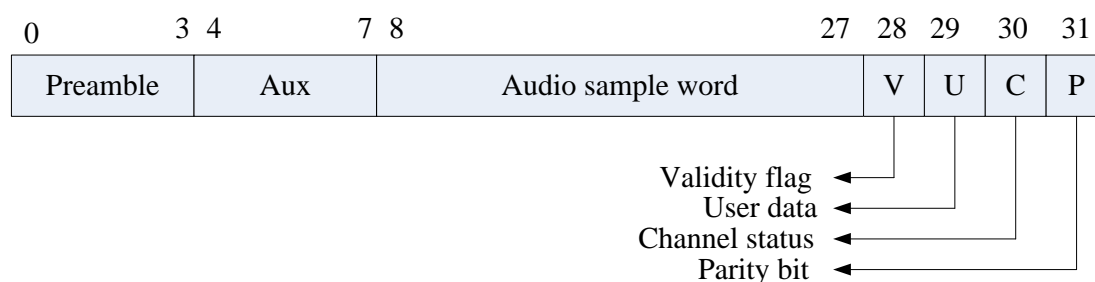 0 3 4 7 8 27 28 29 30 31
Preamble Aux Audio sample word V U C P
Validity flag
User data
Channel status
Parity bit